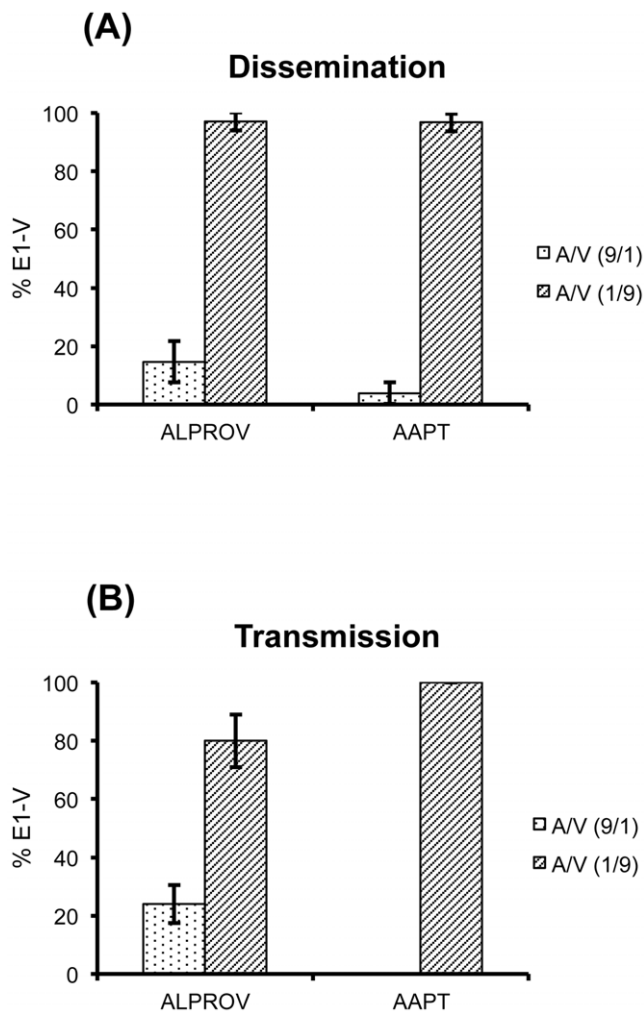 (A)
Dissemination
100
80
60
40
20
0
% E1-V
ALPROV
AAPT
A/V (9/1)
A/V (1/9)
(B)
Transmission
100
80
60
40
20
0
% E1-V
ALPROV
AAPT
A/V (9/1)
A/V (1/9)